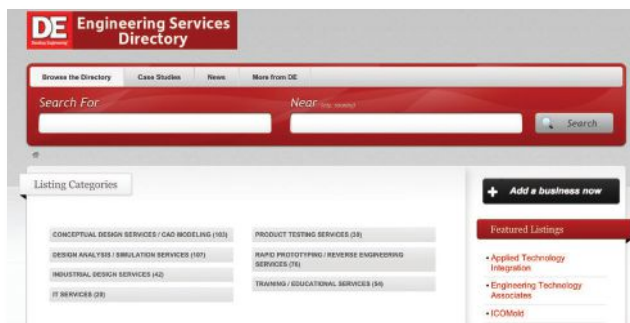 DE
Engineering Services
Directory
Browse the Directory Case Studies News More from DE
Search For
Near
Search
Listing Categories
+ Add a business now
Featured Listings
CONCEPTUAL DESIGN SERVICES / CAD MODELING (103)
PRODUCT TESTING SERVICES (39)
DESIGN ANALYSIS / SIMULATION SERVICES (107)
RAPID PROTOTYPING / REVERSE ENGINEERING
SERVICES (76)
INDUSTRIAL DESIGN SERVICES (42)
TRAINING / EDUCATIONAL SERVICES (54)
IT SERVICES (28)
• Applied Technology
Integration
• Engineering Technology
Associates
• ICOMold